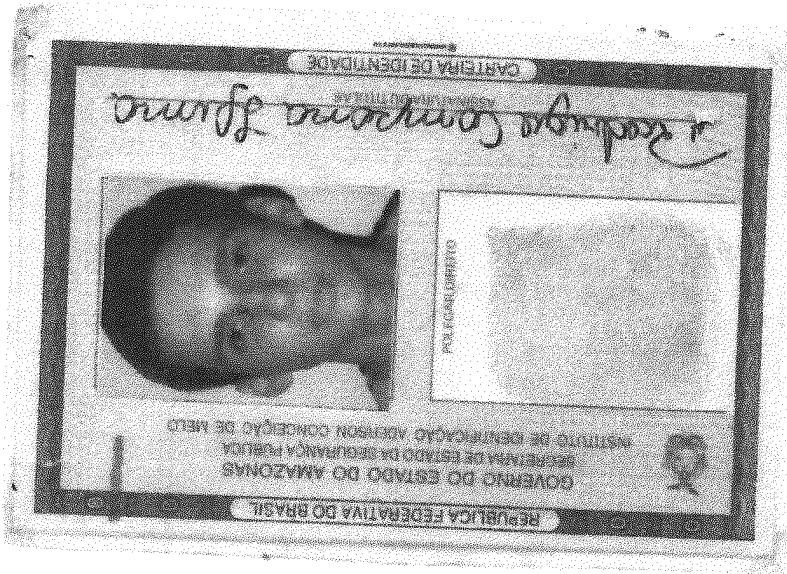 REPÚBLICA FEDERATIVA DO BRASIL
GOVERNO DO ESTADO DO AMAZONAS
SECRETARIA DE ESTADO DA SEGURANÇA PÚBLICA
INSTITUTO DE IDENTIFICAÇÃO ADERSON CONCEIÇÃO DE MELO
POLEGAR DIREITO
ASSINATURA DO TITULAR
CARTEIRA DE IDENTIDADE